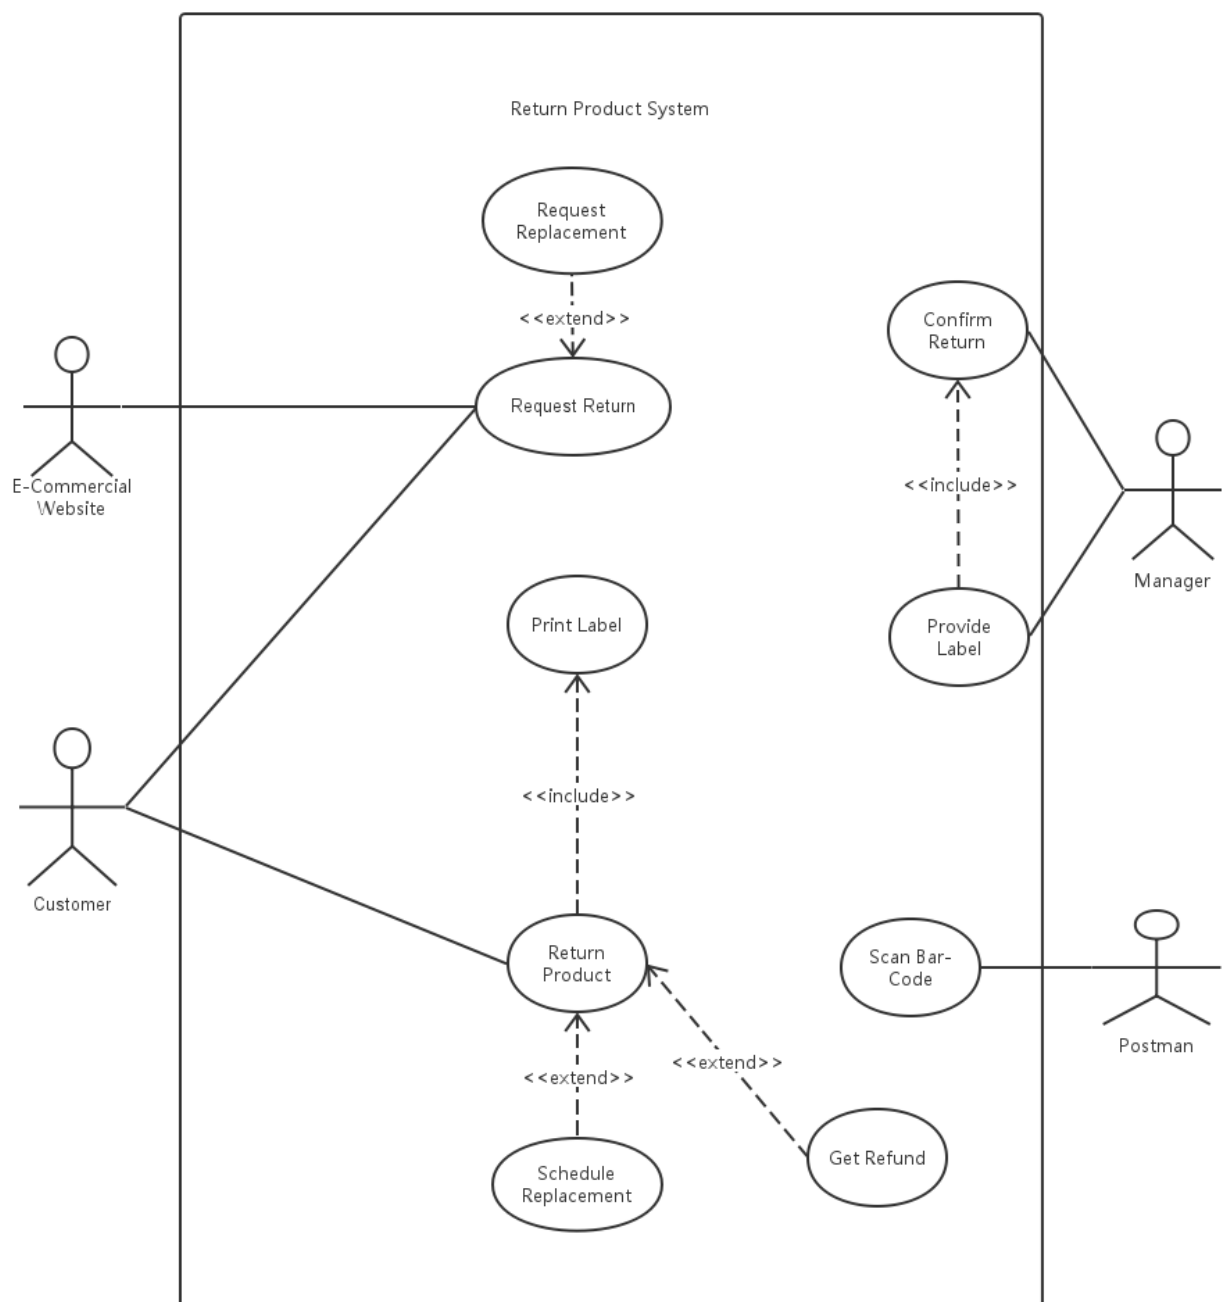 Return Product System
Request
Replacement
<<extend>>
Request Return
Confirm
Return
<<include>>
Provide
Label
E-Commercial
Website
Manager
Print Label
<<include>>
Customer
Return
Product
Scan Bar-
Code
Postman
<<extend>>
<<extend>>
Schedule
Replacement
Get Refund